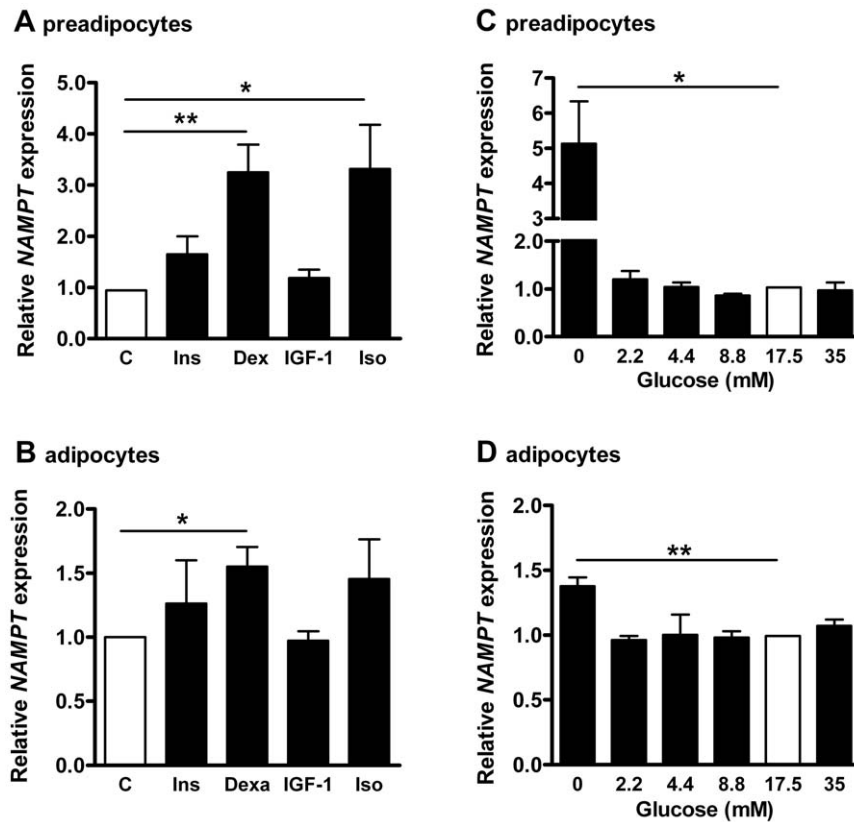 A preadipocytes
Relative NAMPT expression
5.0
4.0
3.0
2.0
1.0
0.0
*
**
C Ins Dex IGF-1 Iso
C preadipocytes
Relative NAMPT expression
7
6
5
4
3
2.0
1.0
0.0
*
0 2.2 4.4 8.8 17.5 35
Glucose (mM)
B adipocytes
Relative NAMPT expression
2.0
1.5
1.0
0.5
0.0
*
C Ins Dexa IGF-1 Iso
D adipocytes
Relative NAMPT expression
2.0
1.5
1.0
0.5
0.0
**
0 2.2 4.4 8.8 17.5 35
Glucose (mM)